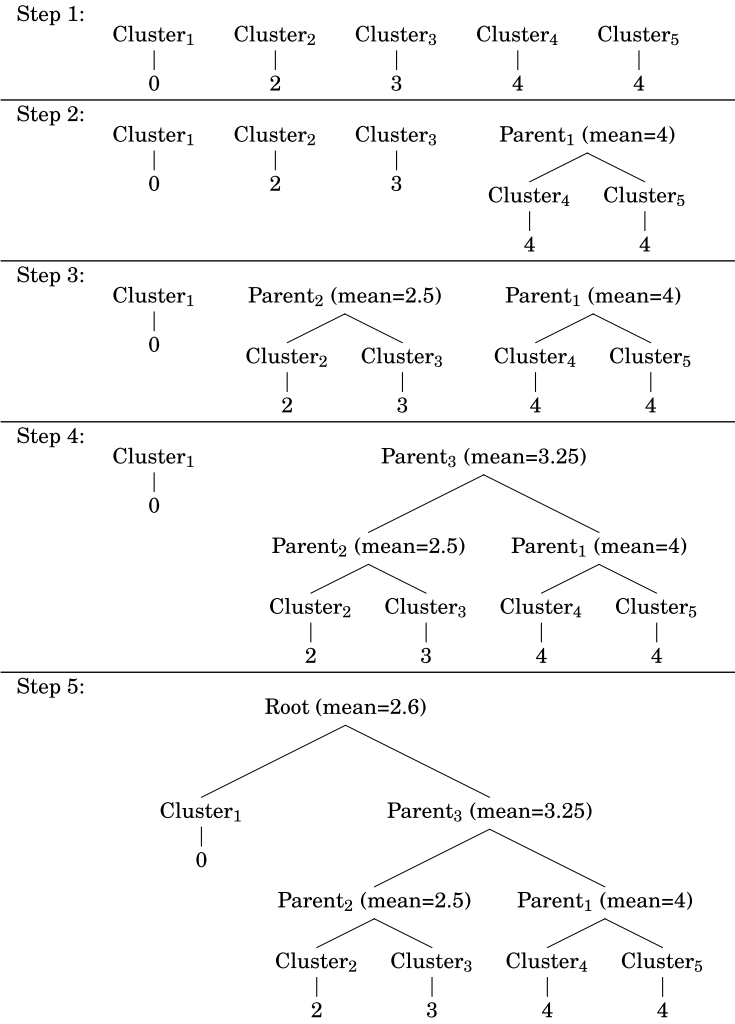 Step 1:
Cluster₁ Cluster₂ Cluster₃ Cluster₄ Cluster₅
0 2 3 4 4
Step 2:
Cluster₁ Cluster₂ Cluster₃ Parent₁ (mean=4)
0 2 3
Cluster₄ Cluster₅
4 4
Step 3:
Cluster₁ Parent₂ (mean=2.5) Parent₁ (mean=4)
0
Cluster₂ Cluster₃ Cluster₄ Cluster₅
2 3 4 4
Step 4:
Cluster₁ Parent₃ (mean=3.25)
0
Parent₂ (mean=2.5) Parent₁ (mean=4)
Cluster₂ Cluster₃ Cluster₄ Cluster₅
2 3 4 4
Step 5:
Root (mean=2.6)
Cluster₁ Parent₃ (mean=3.25)
0
Parent₂ (mean=2.5) Parent₁ (mean=4)
Cluster₂ Cluster₃ Cluster₄ Cluster₅
2 3 4 4